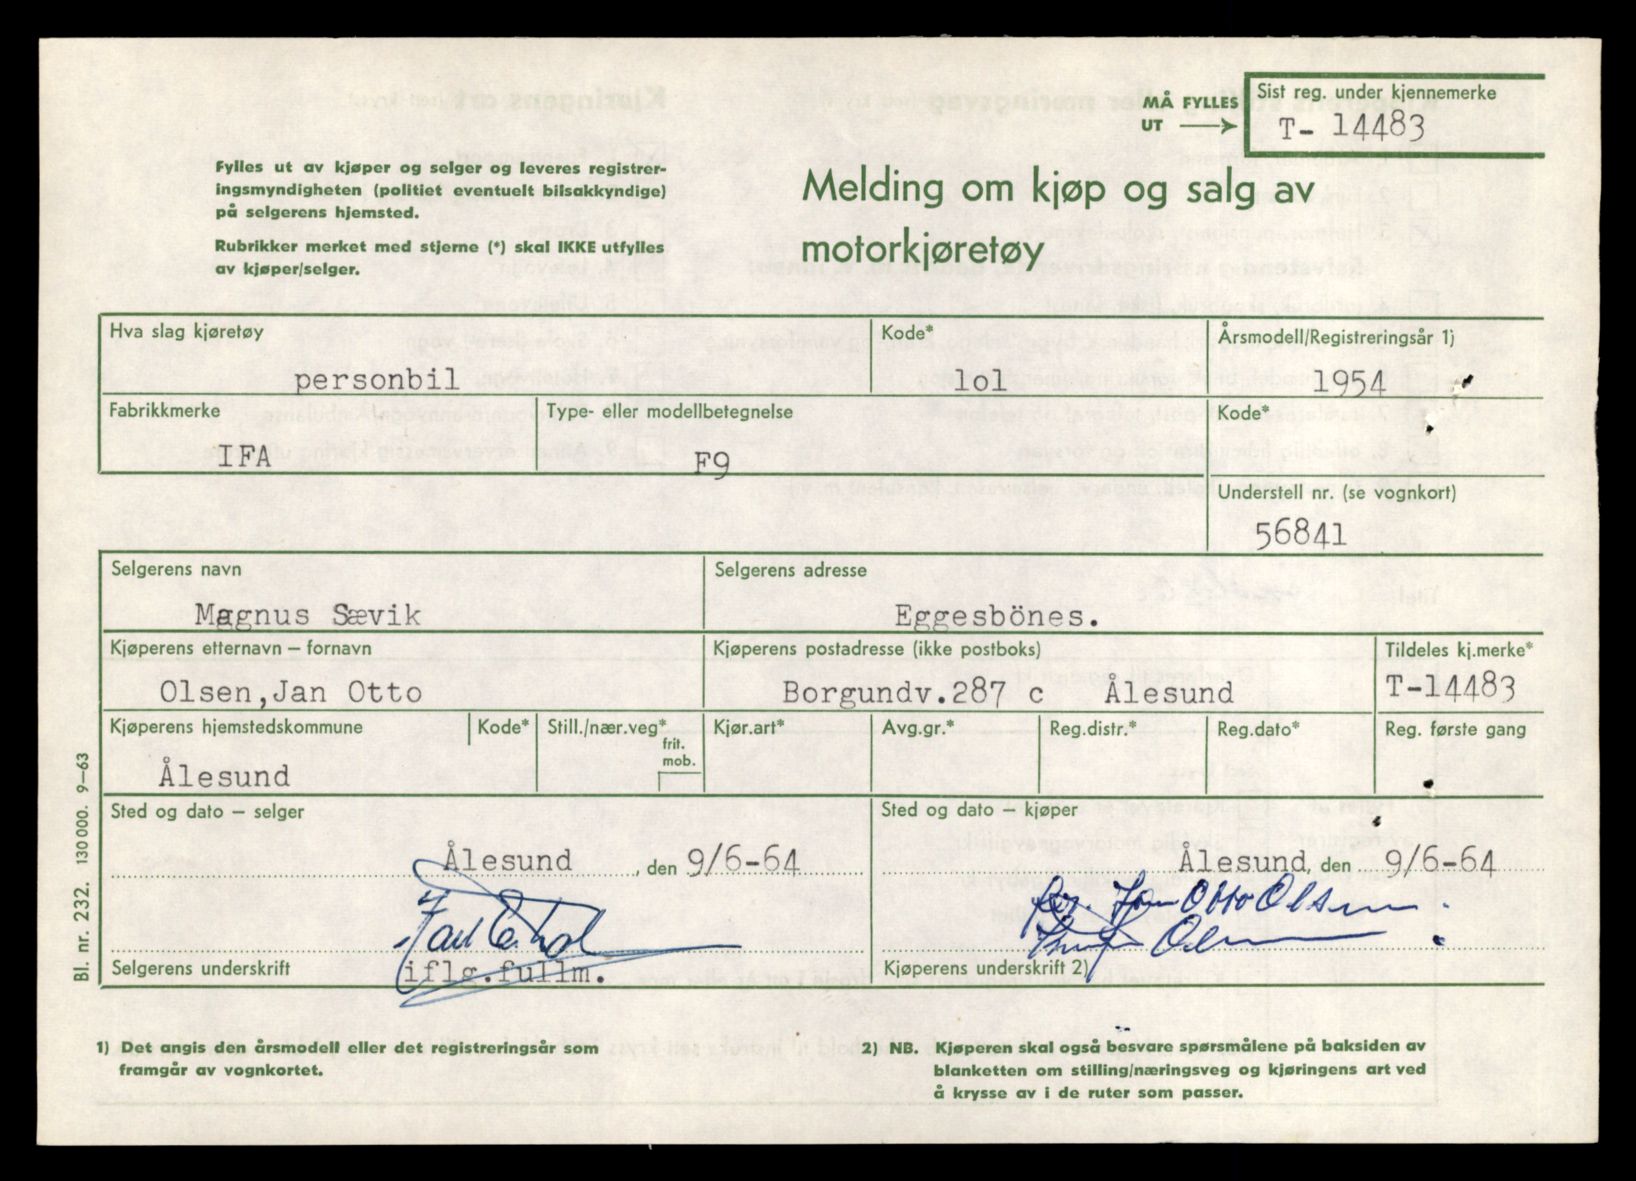 MÅ FYLLES
UT
Sist reg. under kjennemerke
T- 14483
Fylles ut av kjøper og selger og leveres registrer-
ingsmyndigheten (politiet eventuelt bilsakkyndige)
på selgerens hjemsted.
Rubrikker merket med stjerne (*) skal IKKE utfylles
av kjøper/selger.
Melding om kjøp og salg av
motorkjøretøy
Hva slag kjøretøy
personbil
Kode*
lol
Årsmodell/Registreringsår 1)
1954
Fabrikkmerke
IFA
Type- eller modellbetegnelse
F9
Kode*
Understell nr. (se vognkort)
56841
Selgerens navn
Magnus Sævik
Selgerens adresse
Eggesbönes.
Kjøperens etternavn – fornavn
Olsen,Jan Otto
Kjøperens postadresse (ikke postboks)
Borgundv.287 c Ålesund
Tildeles kj.merke*
T-14483
Kjøperens hjemstedskommune
Ålesund
Kode*
Still./nær.veg*
frit.
mob.
Kjør.art*
Avg.gr.*
Reg.distr.*
Reg.dato*
Reg. første gang
Sted og dato – selger
Ålesund, den 9/6-64
Selgerens underskrift
iflg.fullm.
Sted og dato – kjøper
Ålesund, den 9/6-64
Jan Otto Olsen.
Olsen
Kjøperens underskrift 2)
Bl. nr. 232. 130 000. 9–63
1) Det angis den årsmodell eller det registreringsår som
framgår av vognkortet.
2) NB. Kjøperen skal også besvare spørsmålene på baksiden av
blanketten om stilling/næringsveg og kjøringens art ved
å krysse av i de ruter som passer.